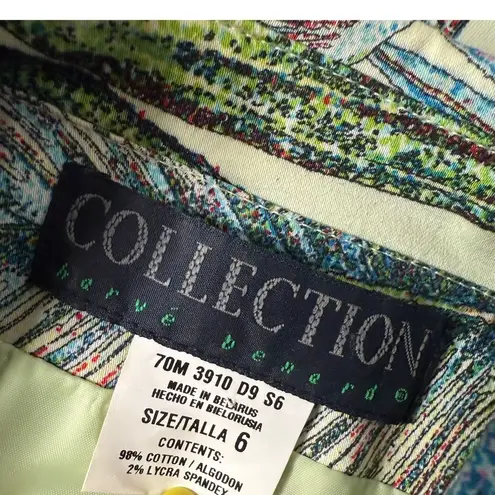 COLLECTION
harvé benard®
70M 3910 D9 S6
MADE IN BELARUS
HECHO EN BIELORUSIA
SIZE/TALLA 6
CONTENTS:
98% COTTON / ALGODON
2% LYCRA SPANDEX